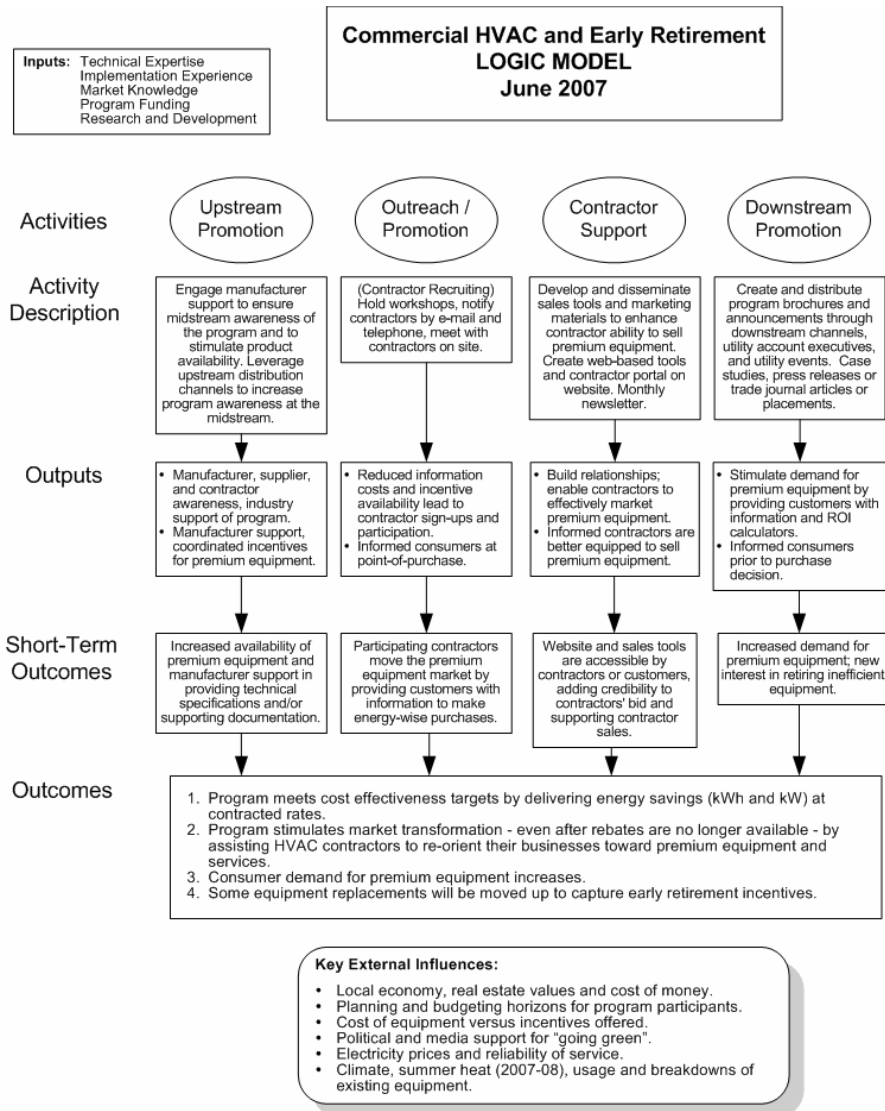 Commercial HVAC and Early Retirement
LOGIC MODEL
June 2007
Inputs: Technical Expertise
Implementation Experience
Market Knowledge
Program Funding
Research and Development
Activities
Upstream
Promotion
Outreach /
Promotion
Contractor
Support
Downstream
Promotion
Activity
Description
Engage manufacturer
support to ensure
midstream awareness of
the program and to
stimulate product
availability. Leverage
upstream distribution
channels to increase
program awareness at the
midstream.
(Contractor Recruiting)
Hold workshops, notify
contractors by e-mail and
telephone, meet with
contractors on site.
Develop and disseminate
sales tools and marketing
materials to enhance
contractor ability to sell
premium equipment.
Create web-based tools
and contractor portal on
website. Monthly
newsletter.
Create and distribute
program brochures and
announcements through
downstream channels,
utility account executives,
and utility events. Case
studies, press releases or
trade journal articles or
placements.
Outputs
• Manufacturer, supplier,
and contractor
awareness, industry
support of program.
• Manufacturer support,
coordinated incentives
for premium equipment.
• Reduced information
costs and incentive
availability lead to
contractor sign-ups and
participation.
• Informed consumers at
point-of-purchase.
• Build relationships;
enable contractors to
effectively market
premium equipment.
• Informed contractors are
better equipped to sell
premium equipment.
• Stimulate demand for
premium equipment by
providing customers with
information and ROI
calculators.
• Informed consumers
prior to purchase
decision.
Short-Term
Outcomes
Increased availability of
premium equipment and
manufacturer support in
providing technical
specifications and/or
supporting documentation.
Participating contractors
move the premium
equipment market by
providing customers with
information to make
energy-wise purchases.
Website and sales tools
are accessible by
contractors or customers,
adding credibility to
contractors' bid and
supporting contractor
sales.
Increased demand for
premium equipment; new
interest in retiring inefficient
equipment.
Outcomes
1. Program meets cost effectiveness targets by delivering energy savings (kWh and kW) at
contracted rates.
2. Program stimulates market transformation - even after rebates are no longer available - by
assisting HVAC contractors to re-orient their businesses toward premium equipment and
services.
3. Consumer demand for premium equipment increases.
4. Some equipment replacements will be moved up to capture early retirement incentives.
Key External Influences:
• Local economy, real estate values and cost of money.
• Planning and budgeting horizons for program participants.
• Cost of equipment versus incentives offered.
• Political and media support for “going green”.
• Electricity prices and reliability of service.
• Climate, summer heat (2007-08), usage and breakdowns of
existing equipment.